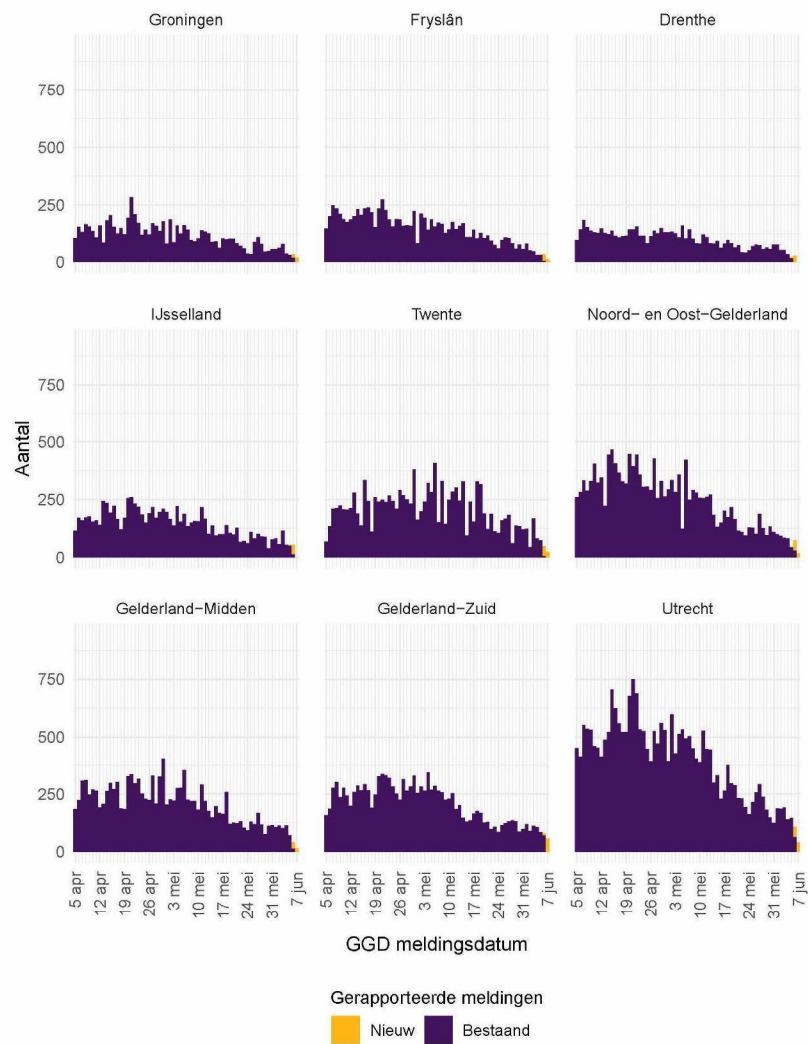 Groningen
Fryslân
Drenthe
750
500
250
0
IJsselland
Twente
Noord- en Oost-Gelderland
750
500
250
0
Aantal
Gelderland-Midden
Gelderland-Zuid
Utrecht
750
500
250
0
5 apr
12 apr
19 apr
26 apr
3 mei
10 mei
17 mei
24 mei
31 mei
7 jun
5 apr
12 apr
19 apr
26 apr
3 mei
10 mei
17 mei
24 mei
31 mei
7 jun
5 apr
12 apr
19 apr
26 apr
3 mei
10 mei
17 mei
24 mei
31 mei
7 jun
GGD meldingsdatum
Gerapporteerde meldingen
Nieuw
Bestaand